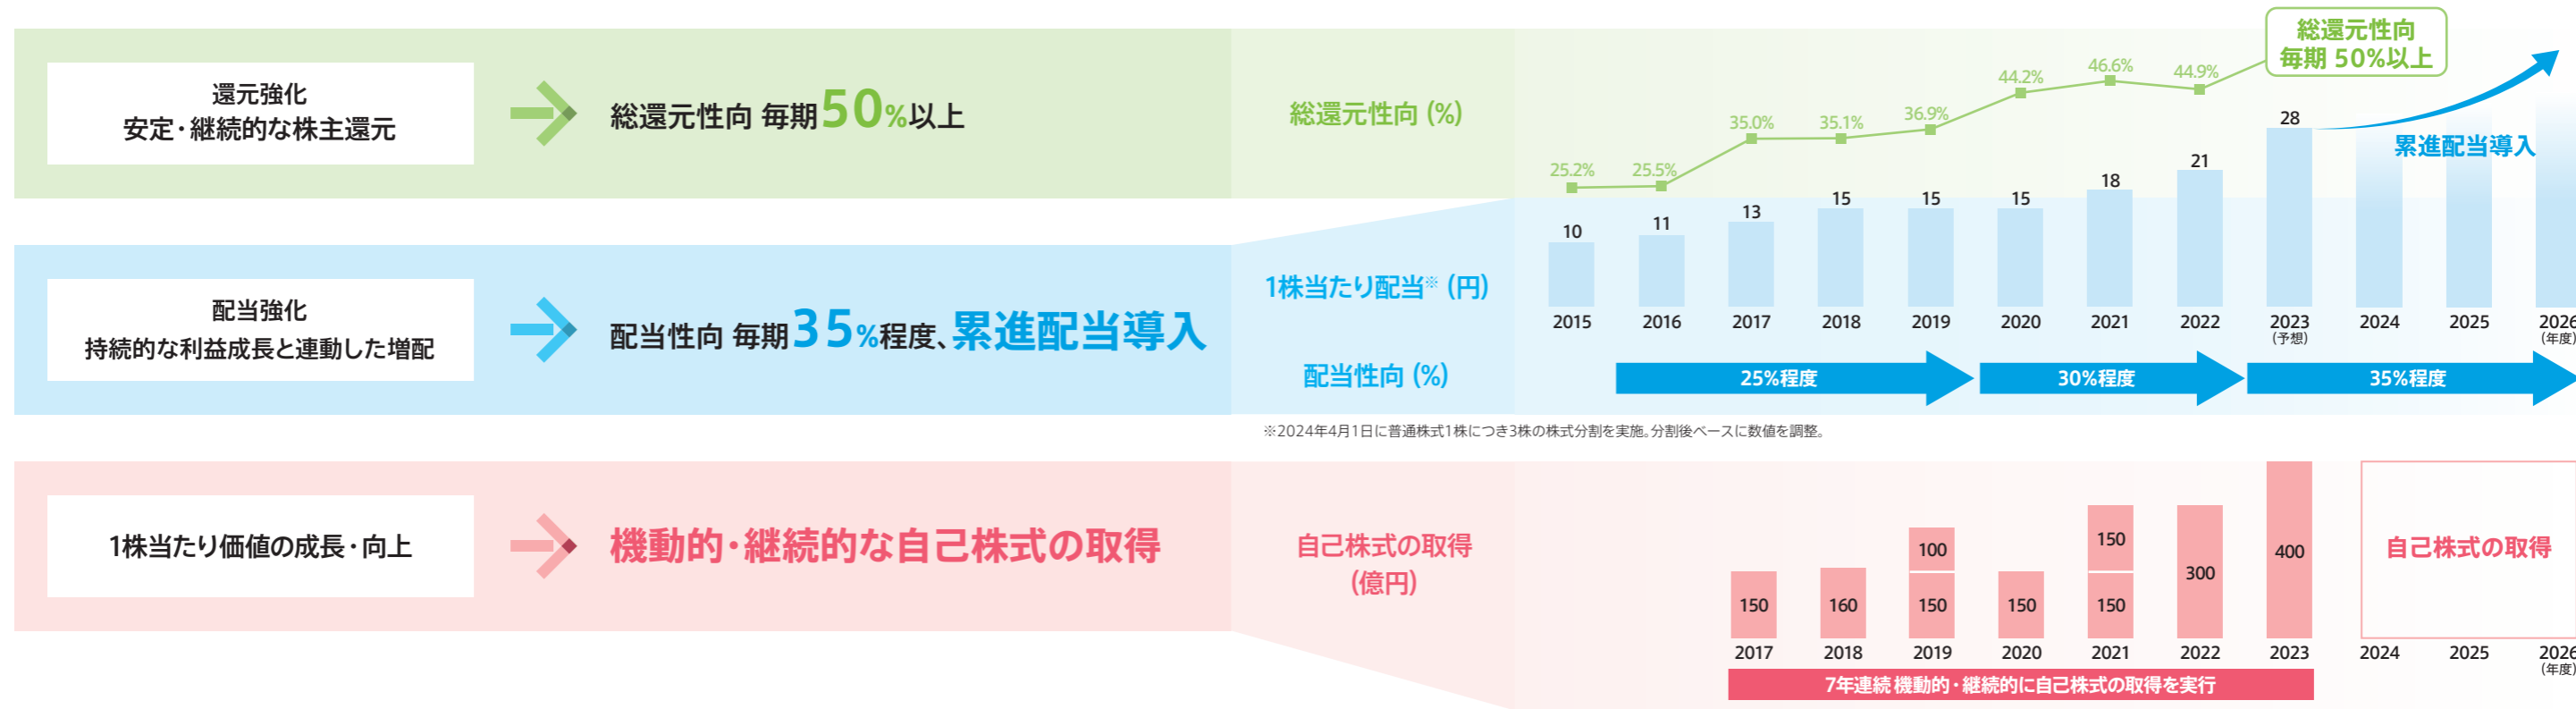 還元強化
安定・継続的な株主還元
総還元性向 毎期50%以上
総還元性向 (%)
25.2%
25.5%
35.0%
35.1%
36.9%
44.2%
46.6%
44.9%
総還元性向
毎期 50%以上
配当強化
持続的な利益成長と連動した増配
配当性向 毎期35%程度、累進配当導入
1株当たり配当※ (円)
10
11
13
15
15
15
18
21
28
累進配当導入
2015
2016
2017
2018
2019
2020
2021
2022
2023
(予想)
2024
2025
2026
(年度)
配当性向 (%)
25%程度
30%程度
35%程度
※2024年4月1日に普通株式1株につき3株の株式分割を実施。分割後ベースに数値を調整。
1株当たり価値の成長・向上
機動的・継続的な自己株式の取得
自己株式の取得
(億円)
150
160
100
150
150
150
150
300
400
自己株式の取得
2017
2018
2019
2020
2021
2022
2023
2024
2025
2026
(年度)
7年連続 機動的・継続的に自己株式の取得を実行